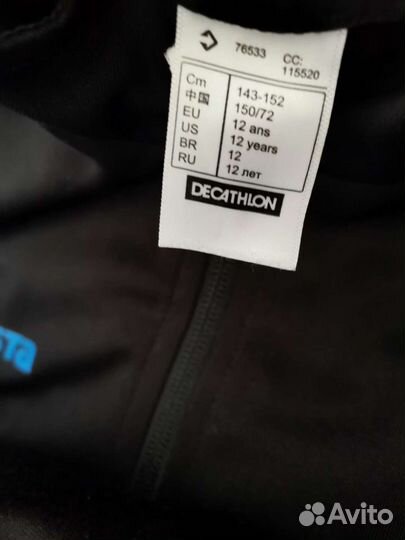 76533 CC: 115520
Cm 143-152
中国 150/72
EU 12 ans
US 12 years
BR 12
RU 12 лет
DECATHLON
sta
Avito